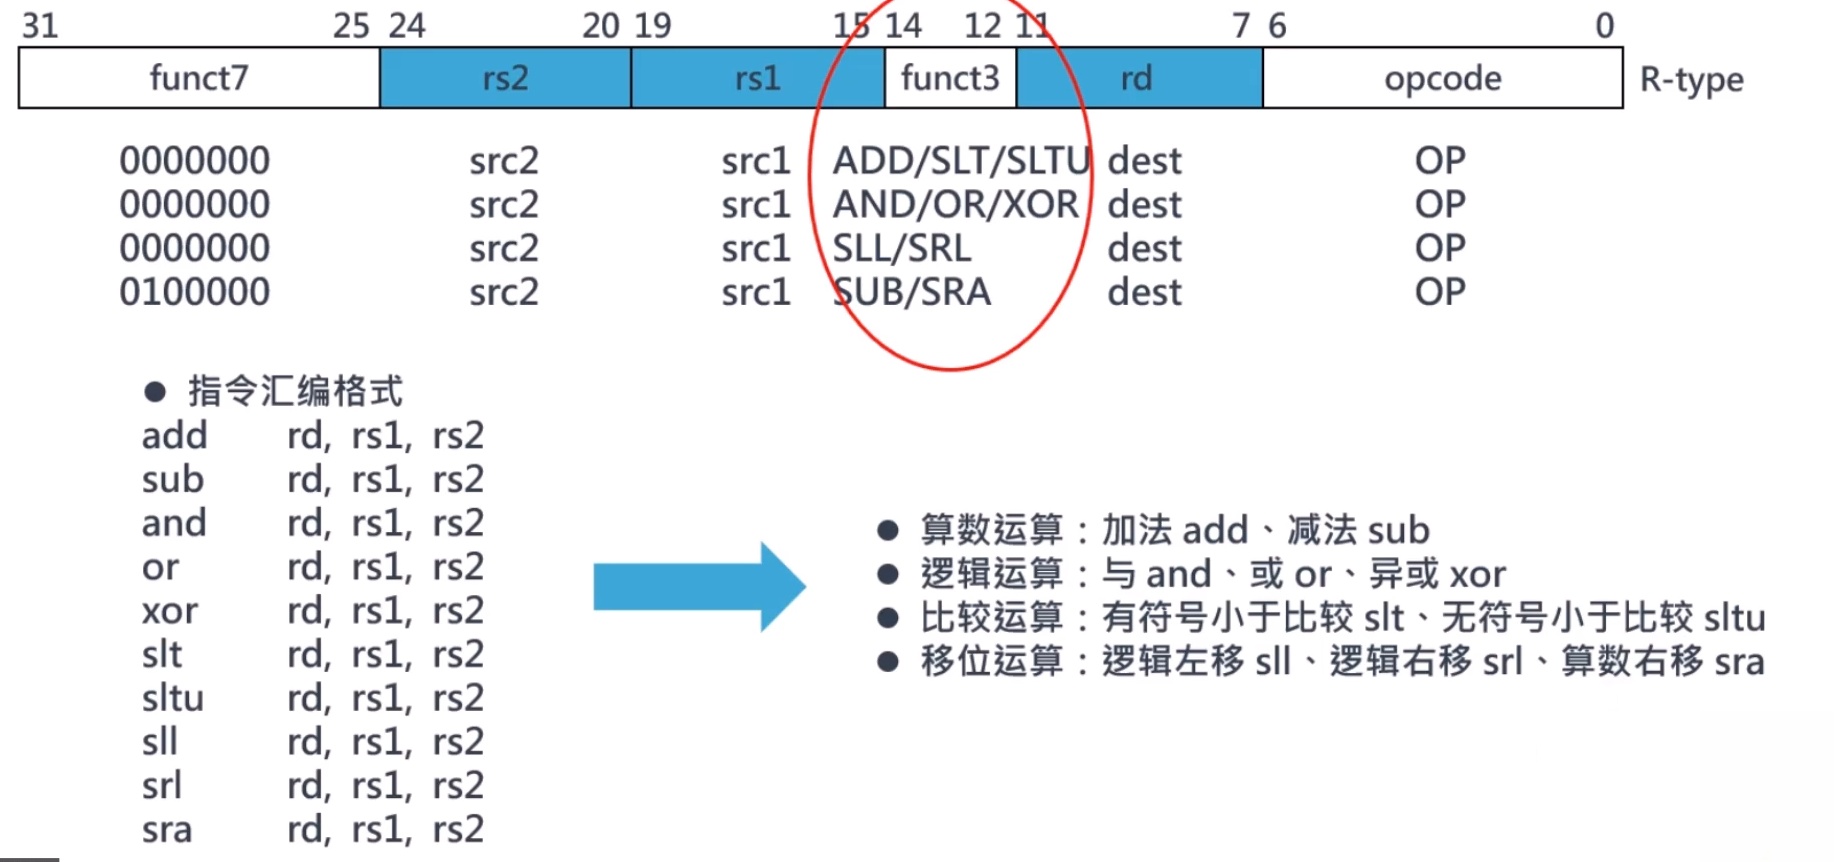 31 25 24 20 19 15 14 12 11 7 6 0
funct7 rs2 rs1 funct3 rd opcode R-type
0000000 src2 src1 ADD/SLT/SLTU dest OP
0000000 src2 src1 AND/OR/XOR dest OP
0000000 src2 src1 SLL/SRL dest OP
0100000 src2 src1 SUB/SRA dest OP
● 指令汇编格式
add rd, rs1, rs2
sub rd, rs1, rs2
and rd, rs1, rs2
or rd, rs1, rs2
xor rd, rs1, rs2
slt rd, rs1, rs2
sltu rd, rs1, rs2
sll rd, rs1, rs2
srl rd, rs1, rs2
sra rd, rs1, rs2
● 算数运算：加法 add、减法 sub
● 逻辑运算：与 and、或 or、异或 xor
● 比较运算：有符号小于比较 slt、无符号小于比较 sltu
● 移位运算：逻辑左移 sll、逻辑右移 srl、算数右移 sra